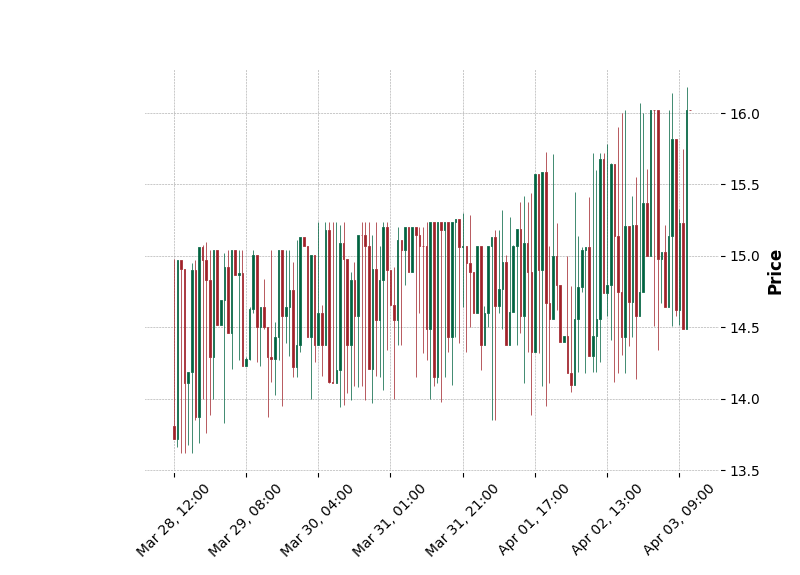 16.0
15.5
15.0
14.5
14.0
13.5
Price
Mar 28, 12:00
Mar 29, 08:00
Mar 30, 04:00
Mar 31, 01:00
Mar 31, 21:00
Apr 01, 17:00
Apr 02, 13:00
Apr 03, 09:00